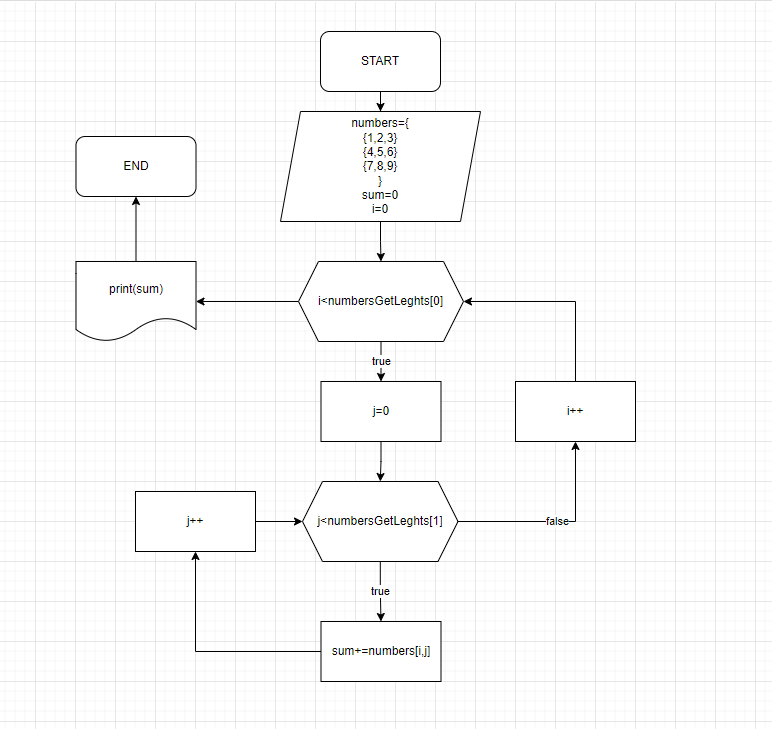 START
numbers={
{1,2,3}
{4,5,6}
{7,8,9}
}
sum=0
i=0
END
print(sum)
i<numbersGetLeghts[0]
true
j=0
i++
j++
j<numbersGetLeghts[1]
false
true
sum+=numbers[i,j]